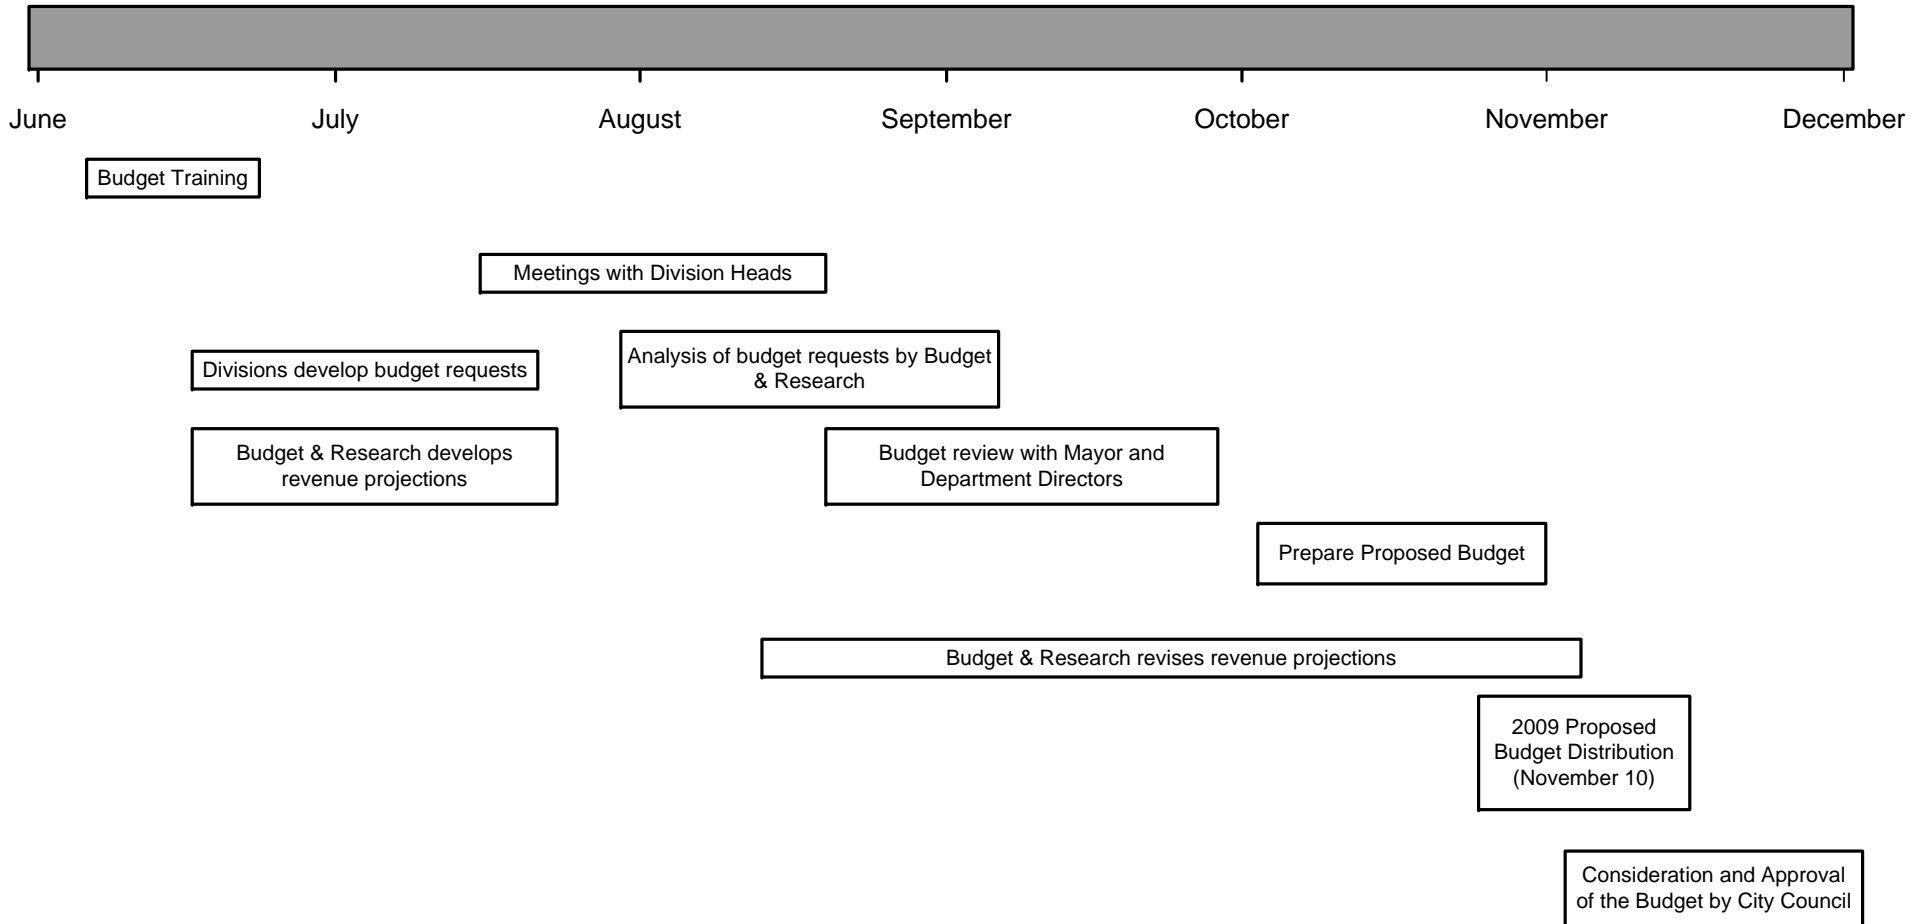 June
July
August
September
October
November
December
Budget Training
Meetings with Division Heads
Divisions develop budget requests
Analysis of budget requests by Budget
& Research
Budget & Research develops
revenue projections
Budget review with Mayor and
Department Directors
Prepare Proposed Budget
Budget & Research revises revenue projections
2009 Proposed
Budget Distribution
(November 10)
Consideration and Approval
of the Budget by City Council